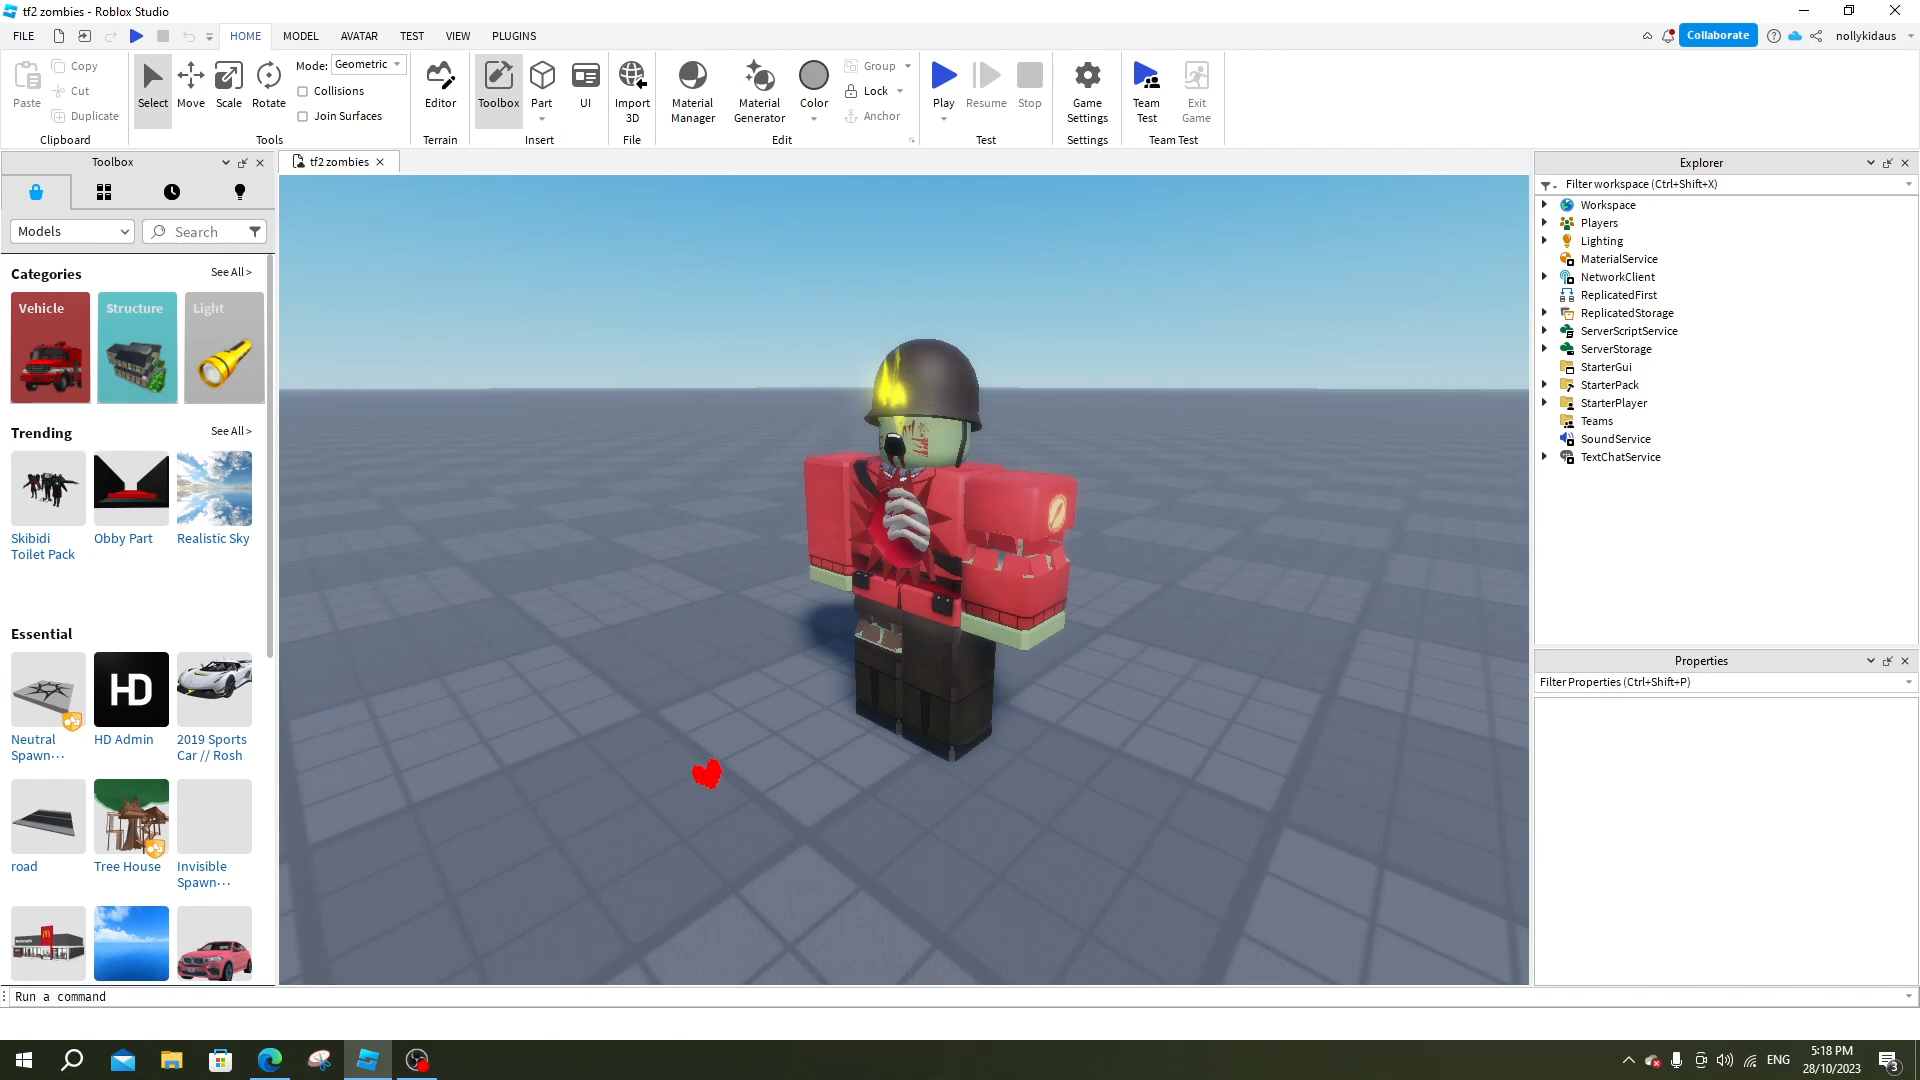 tf2 zombies - Roblox Studio
FILE
HOME
MODEL
AVATAR
TEST
VIEW
PLUGINS
Collaborate
nollykidaus
Paste
Copy
Cut
Duplicate
Clipboard
Select
Move
Scale
Rotate
Mode: Geometric
Collisions
Join Surfaces
Tools
Editor
Terrain
Toolbox
Part
UI
Insert
Import
3D
File
Material
Manager
Material
Generator
Color
Group
Lock
Anchor
Edit
Play
Resume
Stop
Test
Game
Settings
Settings
Team
Test
Exit
Game
Team Test
Toolbox
Models
Search
Categories
See All >
Vehicle
Structure
Light
Trending
See All >
Skibidi
Toilet Pack
Obby Part
Realistic Sky
Essential
See All >
HD
Neutral
Spawn...
HD Admin
2019 Sports
Car // Rosh
road
Tree House
Invisible
Spawn...
tf2 zombies
Explorer
Filter workspace (Ctrl+Shift+X)
Workspace
Players
Lighting
MaterialService
NetworkClient
ReplicatedFirst
ReplicatedStorage
ServerScriptService
ServerStorage
StarterGui
StarterPack
StarterPlayer
Teams
SoundService
TextChatService
Properties
Filter Properties (Ctrl+Shift+P)
Run a command
ENG
5:18 PM
28/10/2023
3